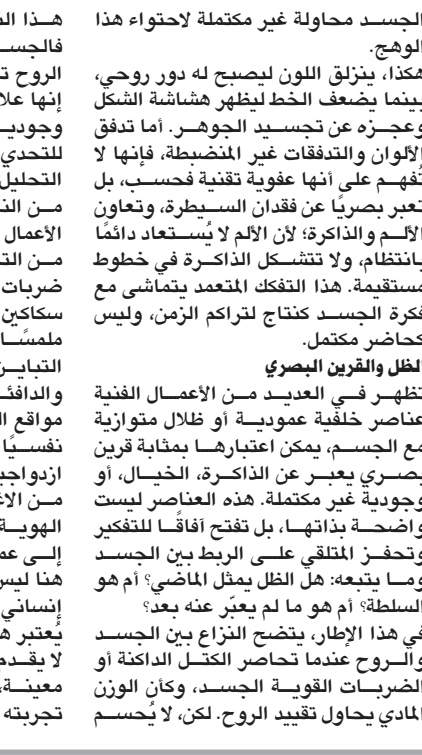 الجسد محاولة غير مكتملة لاحتواء هذا
الوهج.
هكذا، ينزلق اللون ليصبح له دور روحي،
بينما يضعف الخط ليظهر هشاشة الشكل
وعجزه عن تجسيد الجوهر. أما تدفق
الألوان والتدفقات غير المنضبطة، فإنها لا
تُفهم على أنها عفوية تقنية فحسب، بل
تعبر بصريًا عن فقدان السيطرة، وتعاون
الألم والذاكرة؛ لأن الألم لا يُستعاد دائمًا
بانتظام، ولا تتشكل الذاكرة في خطوط
مستقيمة. هذا التفكك المتعمد يتماشى مع
فكرة الجسد كنتاج لتراكم الزمن، وليس
كحاضر مكتمل.
الظل والقرين البصري
تظهر في العديد من الأعمال الفنية
عناصر خلفية عمودية أو ظلال متوازية
مع الجسم، يمكن اعتبارها بمثابة قرين
بصري يعبر عن الذاكرة، الخيال، أو
وجودية غير مكتملة. هذه العناصر ليست
واضحة بذاتها، بل تفتح آفاقًا للتفكير
وتحفز المتلقي على الربط بين الجسد
وما يتبعه: هل الظل يمثل الماضي؟ أم هو
السلطة؟ أم هو ما لم يعبّر عنه بعد؟
في هذا الإطار، يتضح النزاع بين الجسد
والروح عندما تحاصر الكتل الداكنة أو
الضربات القوية الجسد، وكأن الوزن
المادي يحاول تقييد الروح. لكن، لا يُحسم
هذا
الروح
إنها
للتحدي
التحليل
من
الأعمال
من
ضربات
سكاكين
ملمسًا
التباين
مواقع
نفسيًا
من
الهوية
إلى
هنا ليس
إنساني
يُعتبر
لا يقدم
معينة،
تجربته